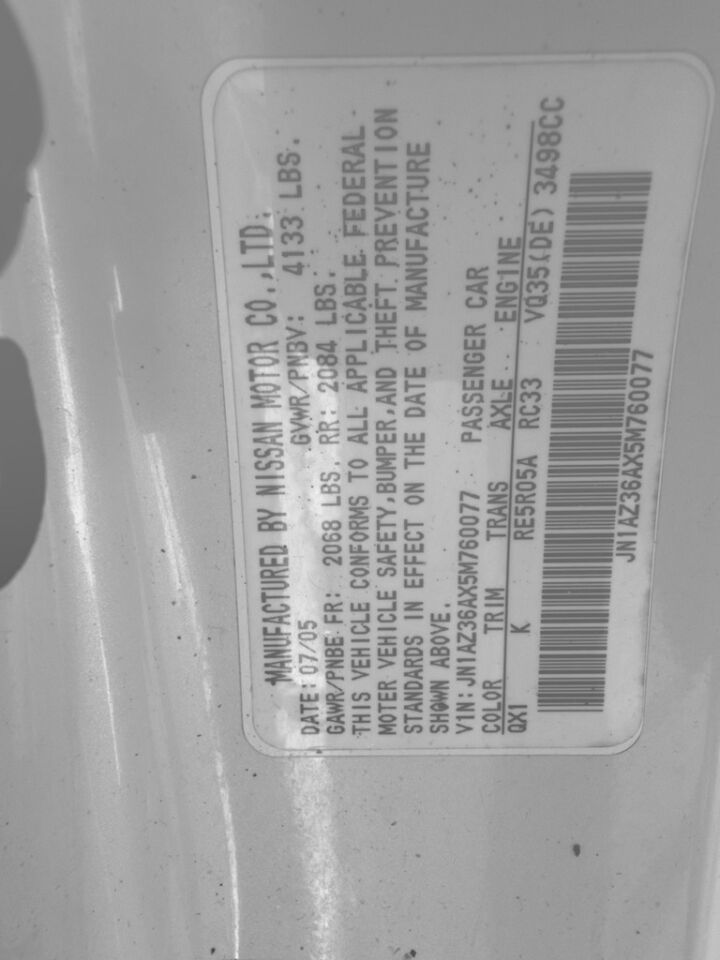 MANUFACTURED BY NISSAN MOTOR CO.,LTD.
DATE: 07/05 GVWR/PNBV: 4133 LBS.
GAWR/PNBE FR: 2068 LBS. RR: 2084 LBS.
THIS VEHICLE CONFORMS TO ALL APPLICABLE FEDERAL
MOTOR VEHICLE SAFETY,BUMPER,AND THEFT PREVENTION
STANDARDS IN EFFECT ON THE DATE OF MANUFACTURE
SHOWN ABOVE.
VIN: JN1AZ36AX5M760077 PASSENGER CAR
COLOR TRIM TRANS AXLE ENGINE
QX1 K RE5R05A RC33 VQ35(DE) 3498CC
JN1AZ36AX5M760077